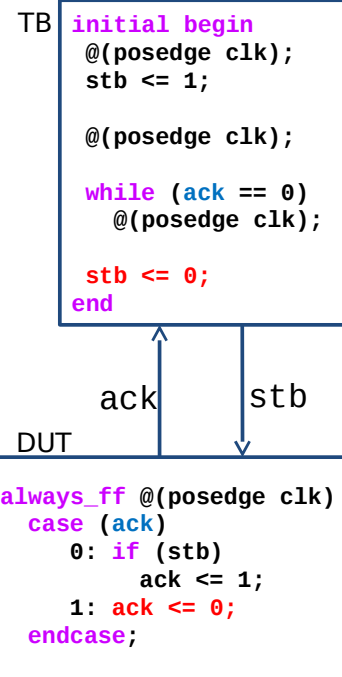 TB
initial begin
@(posedge clk);
stb <= 1;
@(posedge clk);
while (ack == 0)
@(posedge clk);
stb <= 0;
end
ack
stb
DUT
always_ff @(posedge clk)
case (ack)
0: if (stb)
ack <= 1;
1: ack <= 0;
endcase;